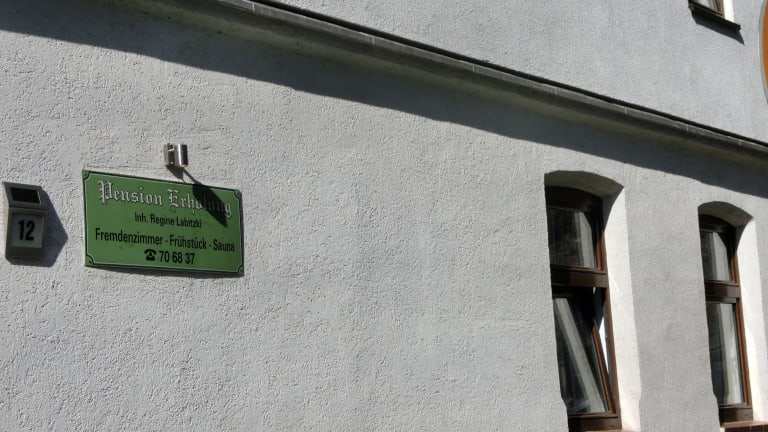 12
Pension Erholung
Inh. Regine Labitzki
Fremdenzimmer - Frühstück - Sauna
☎ 70 68 37